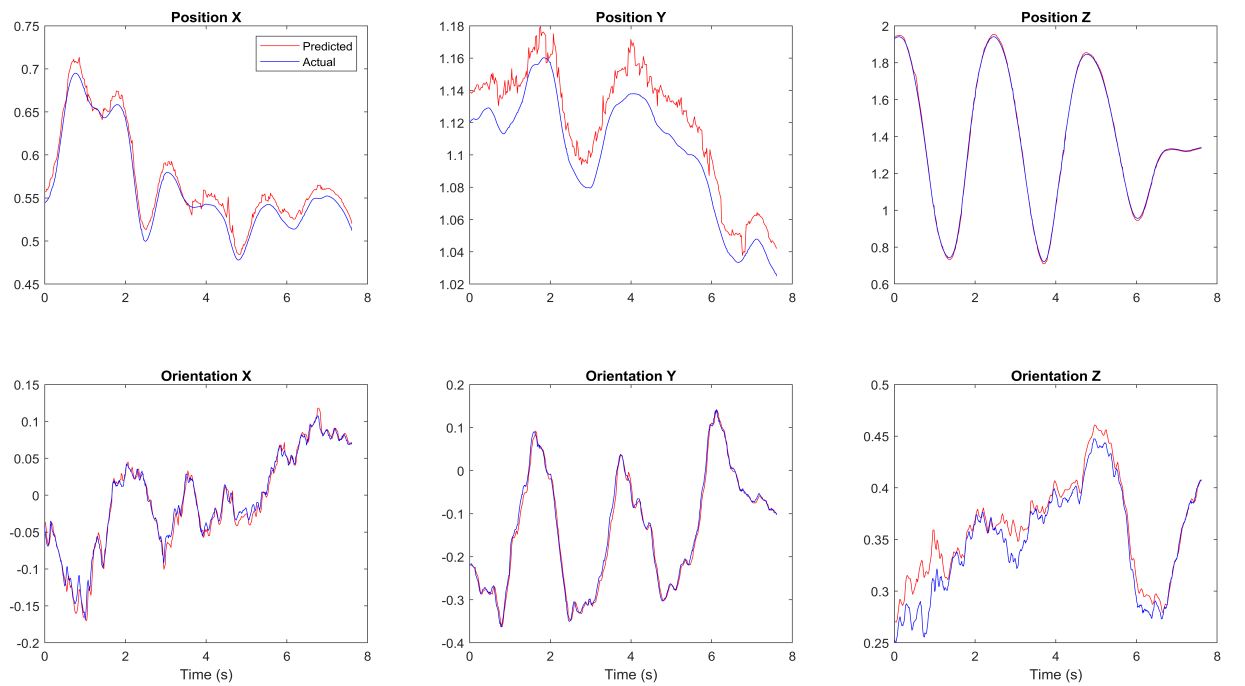 Position X
0.75
0.7
0.65
0.6
0.55
0.5
0.45
0 2 4 6 8
Predicted
Actual
Position Y
1.18
1.16
1.14
1.12
1.1
1.08
1.06
1.04
1.02
0 2 4 6 8
Position Z
2
1.8
1.6
1.4
1.2
1
0.8
0.6
0 2 4 6 8
Orientation X
0.15
0.1
0.05
0
-0.05
-0.1
-0.15
-0.2
0 2 4 6 8
Time (s)
Orientation Y
0.2
0.1
0
-0.1
-0.2
-0.3
-0.4
0 2 4 6 8
Time (s)
Orientation Z
0.5
0.45
0.4
0.35
0.3
0.25
0 2 4 6 8
Time (s)